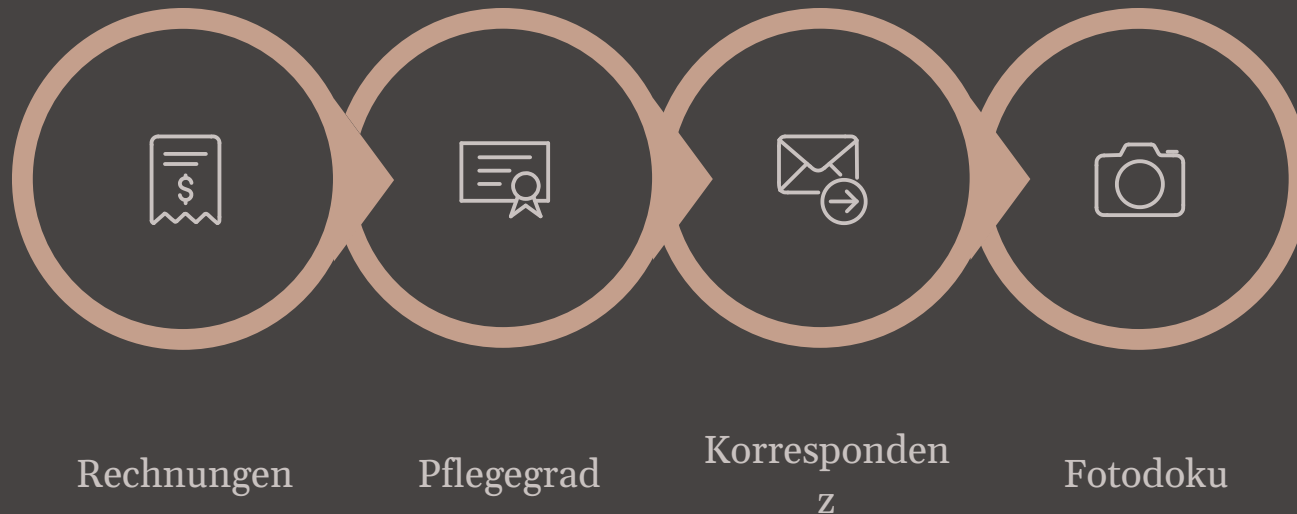 $
Rechnungen
Pflegegrad
Korresponden
z
Fotodoku